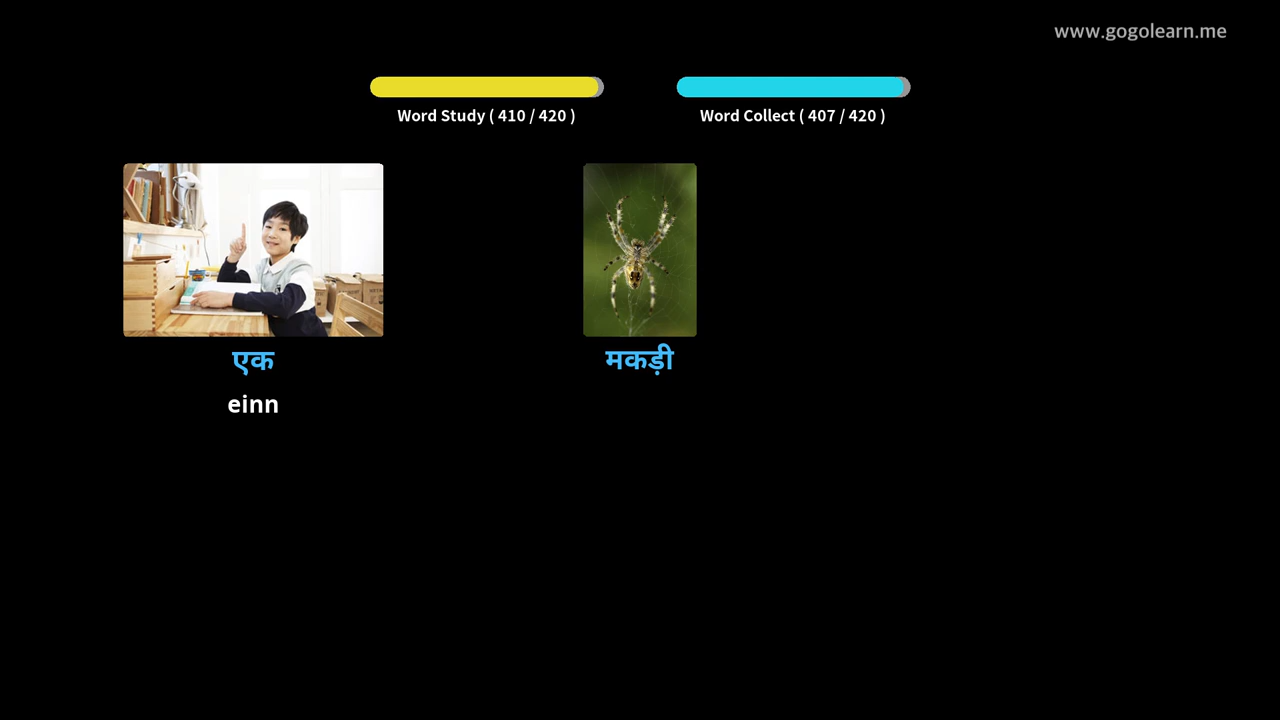 www.gogolearn.me
Word Study ( 410 / 420 )
Word Collect ( 407 / 420 )
एक
मकड़ी
einn